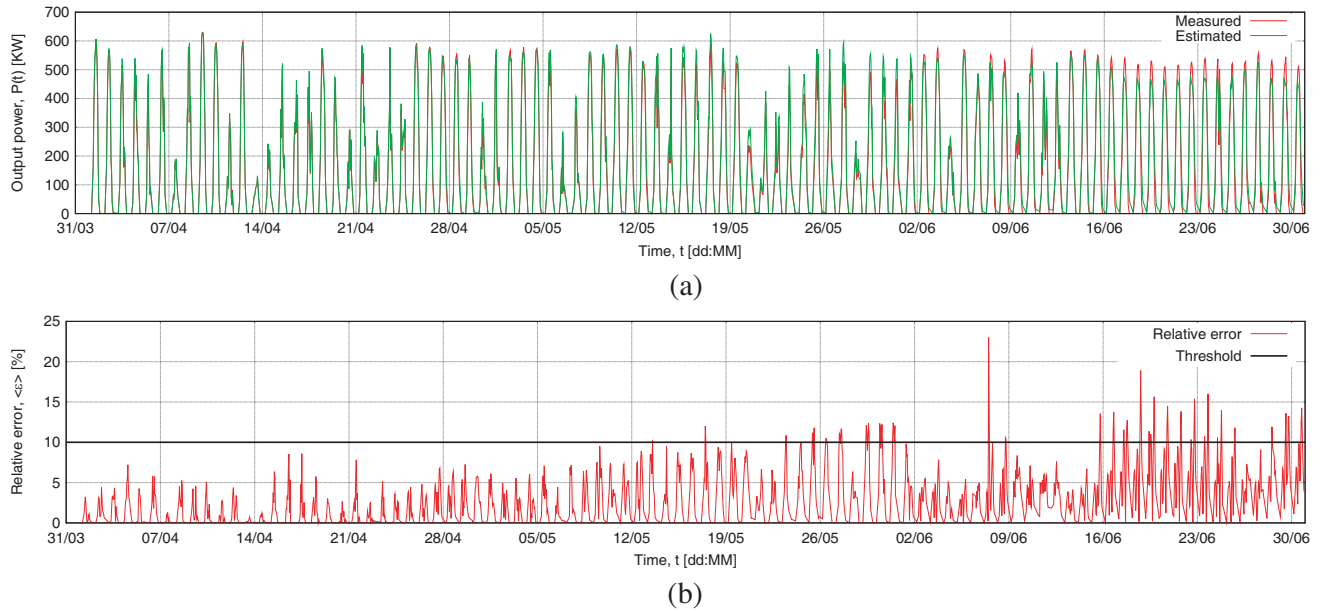 Output power, P(t) [KW]
700
600
500
400
300
200
100
0
Measured
Estimated
31/03 07/04 14/04 21/04 28/04 05/05 12/05 19/05 26/05 02/06 09/06 16/06 23/06 30/06
Time, t [dd:MM]
(a)
Relative error, <ε> [%]
25
20
15
10
5
0
Relative error
Threshold
31/03 07/04 14/04 21/04 28/04 05/05 12/05 19/05 26/05 02/06 09/06 16/06 23/06 30/06
Time, t [dd:MM]
(b)